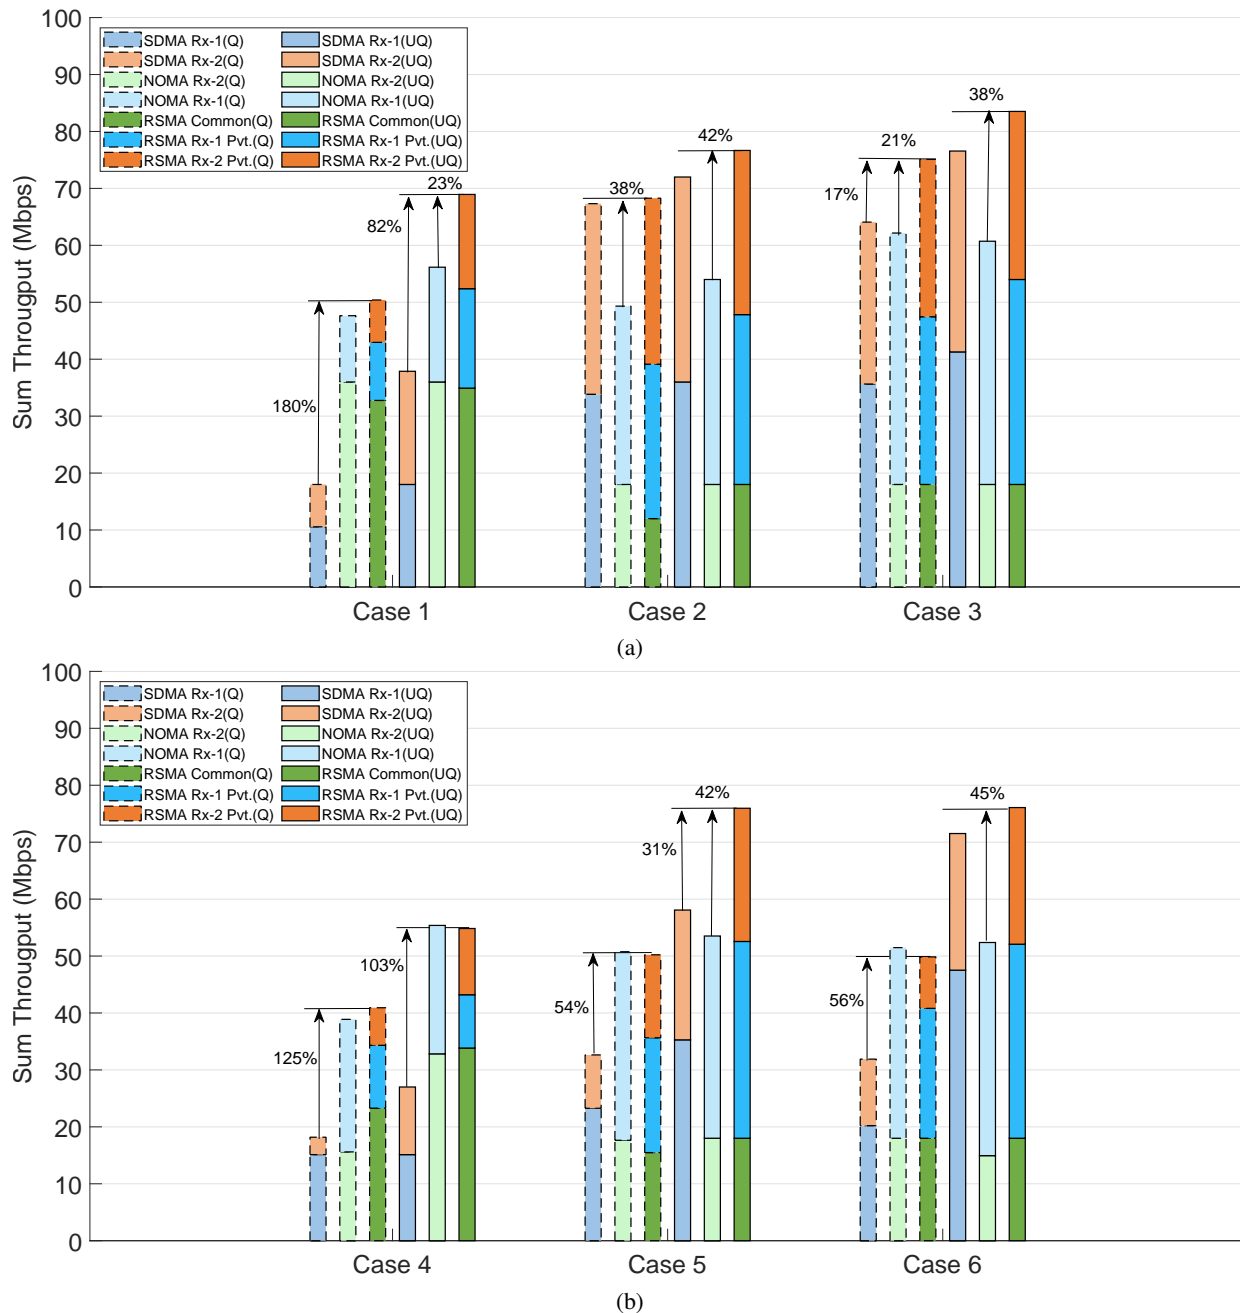 100
90
80
70
60
50
40
30
20
10
0
Sum Througput (Mbps)
SDMA Rx-1(Q) SDMA Rx-1(UQ)
SDMA Rx-2(Q) SDMA Rx-2(UQ)
NOMA Rx-2(Q) NOMA Rx-2(UQ)
NOMA Rx-1(Q) NOMA Rx-1(UQ)
RSMA Common(Q) RSMA Common(UQ)
RSMA Rx-1 Pvt.(Q) RSMA Rx-1 Pvt.(UQ)
RSMA Rx-2 Pvt.(Q) RSMA Rx-2 Pvt.(UQ)
180%
82%
23%
38%
42%
17%
21%
38%
Case 1 Case 2 Case 3
(a)
100
90
80
70
60
50
40
30
20
10
0
Sum Througput (Mbps)
SDMA Rx-1(Q) SDMA Rx-1(UQ)
SDMA Rx-2(Q) SDMA Rx-2(UQ)
NOMA Rx-2(Q) NOMA Rx-2(UQ)
NOMA Rx-1(Q) NOMA Rx-1(UQ)
RSMA Common(Q) RSMA Common(UQ)
RSMA Rx-1 Pvt.(Q) RSMA Rx-1 Pvt.(UQ)
RSMA Rx-2 Pvt.(Q) RSMA Rx-2 Pvt.(UQ)
125%
103%
54%
31%
42%
56%
45%
Case 4 Case 5 Case 6
(b)